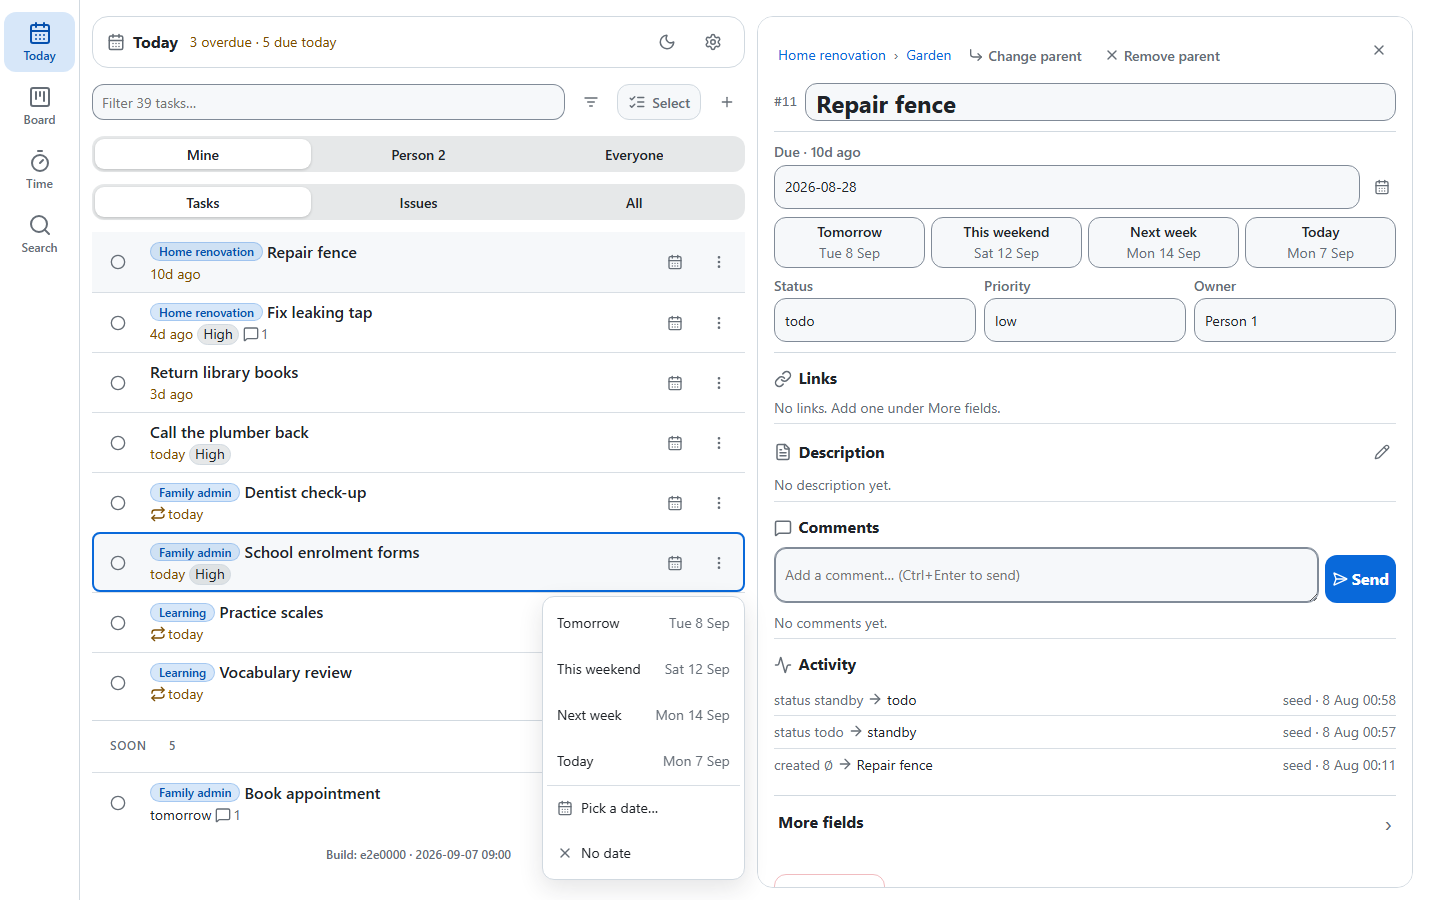 Today
Board
Time
Search
Today 3 overdue · 5 due today
Filter 39 tasks...
Select
Mine Person 2 Everyone
Tasks Issues All
Home renovation Repair fence
10d ago
Home renovation Fix leaking tap
4d ago High 1
Return library books
3d ago
Call the plumber back
today High
Family admin Dentist check-up
today
Family admin School enrolment forms
today High
Learning Practice scales
today
Learning Vocabulary review
today
SOON 5
Family admin Book appointment
tomorrow 1
Build: e2e0000 · 2026-09-07 09:00
Tomorrow Tue 8 Sep
This weekend Sat 12 Sep
Next week Mon 14 Sep
Today Mon 7 Sep
Pick a date...
No date
Home renovation › Garden Change parent Remove parent
#11 Repair fence
Due · 10d ago
2026-08-28
Tomorrow This weekend Next week Today
Tue 8 Sep Sat 12 Sep Mon 14 Sep Mon 7 Sep
Status Priority Owner
todo low Person 1
Links
No links. Add one under More fields.
Description
No description yet.
Comments
Add a comment... (Ctrl+Enter to send)
Send
No comments yet.
Activity
status standby → todo seed · 8 Aug 00:58
status todo → standby seed · 8 Aug 00:57
created ∅ → Repair fence seed · 8 Aug 00:11
More fields